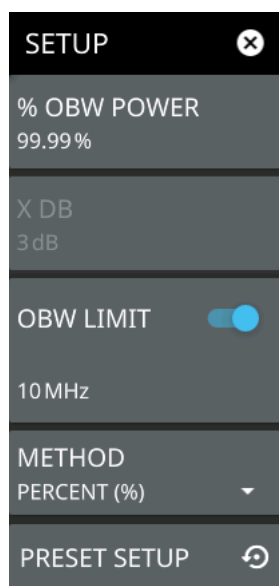 SETUP
% OBW POWER
99.99%
X DB
3 dB
OBW LIMIT
10 MHz
METHOD
PERCENT (%)
PRESET SETUP